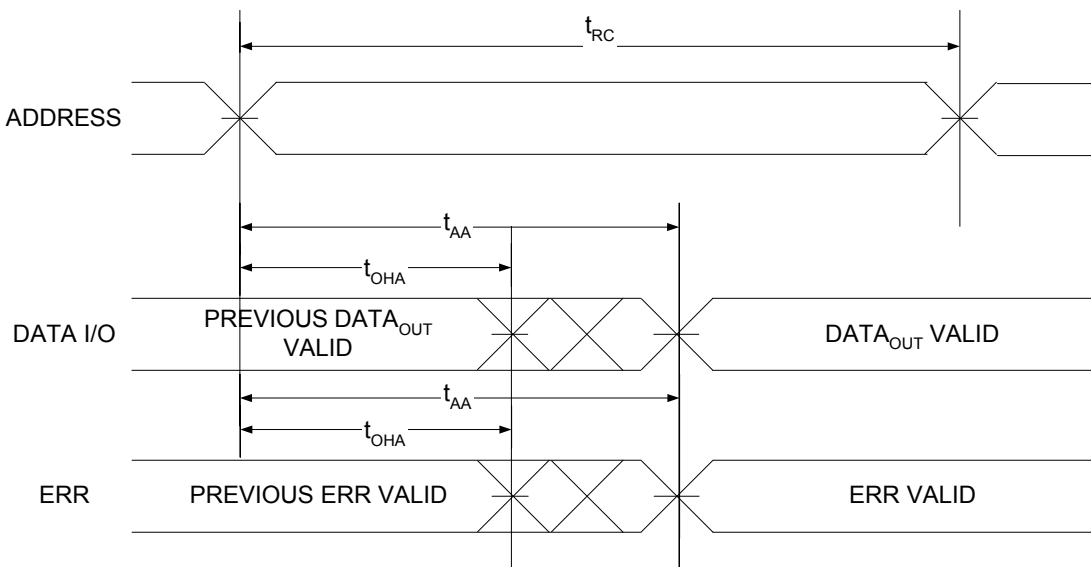 tRC
ADDRESS
tAA
tOHA
DATA I/O
PREVIOUS DATAOUT
VALID
DATAOUT VALID
tAA
tOHA
ERR
PREVIOUS ERR VALID
ERR VALID